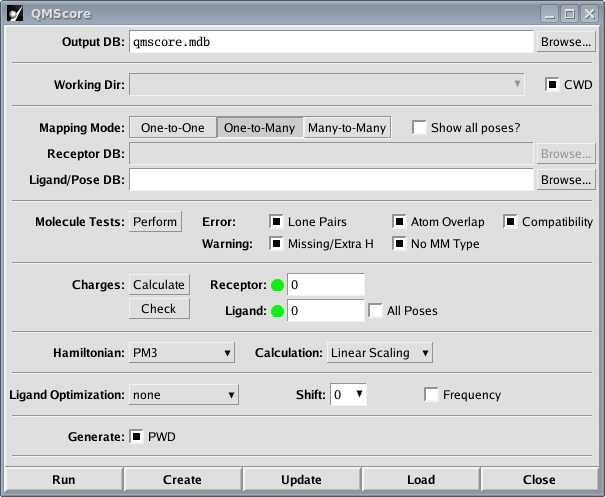 QMScore
Output DB: qmscore.mdb Browse...
Working Dir: CWD
Mapping Mode: One-to-One One-to-Many Many-to-Many Show all poses?
Receptor DB: Browse...
Ligand/Pose DB: Browse...
Molecule Tests: Perform Error: Lone Pairs Atom Overlap Compatibility
Warning: Missing/Extra H No MM Type
Charges: Calculate Receptor: 0
Check Ligand: 0 All Poses
Hamiltonian: PM3 Calculation: Linear Scaling
Ligand Optimization: none Shift: 0 Frequency
Generate: PWD
Run Create Update Load Close